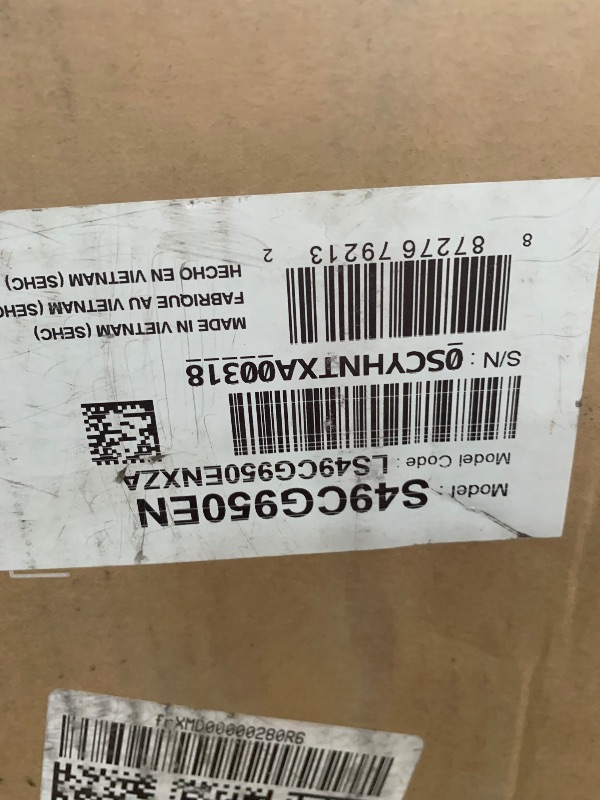 Model : S49CG950EN
Model Code : LS49CG950ENXZA
S/N : 0SCYHNTXA00318
MADE IN VIETNAM (SEHC)
FABRIQUE AU VIETNAM (SEHC
HECHO EN VIETNAM (SEHC)
8 87276 79213 2
frXMD00000280R6